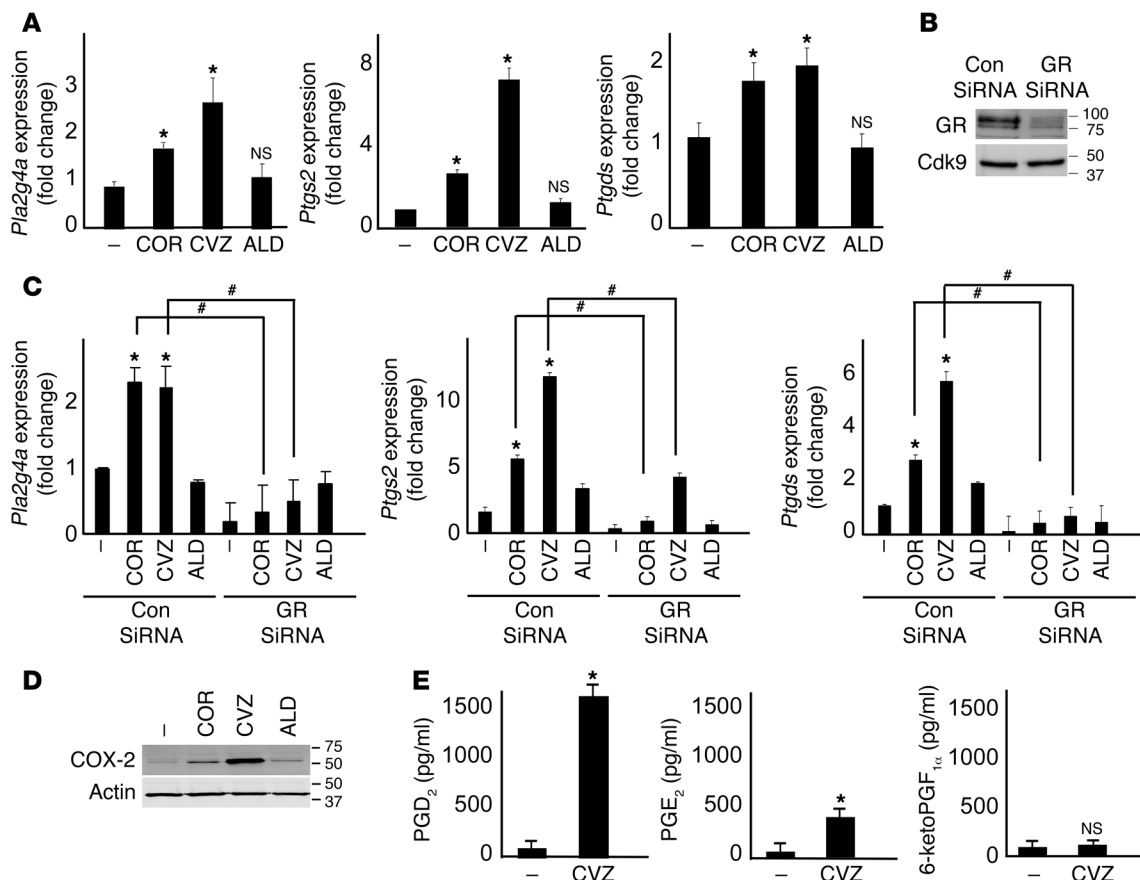 A
Pla2g4a expression
(fold change)
3
2
1
0
*
*
NS
– COR CVZ ALD
Ptgs2 expression
(fold change)
8
4
0
*
*
NS
– COR CVZ ALD
Ptgds expression
(fold change)
2
1
0
*
*
NS
– COR CVZ ALD
B
Con
SiRNA
GR
SiRNA
GR
– 100
– 75
Cdk9
– 50
– 37
C
#
#
Pla2g4a expression
(fold change)
2
1
0
* *
– COR CVZ ALD – COR CVZ ALD
Con
SiRNA
GR
SiRNA
#
#
Ptgs2 expression
(fold change)
10
5
0
*
*
– COR CVZ ALD – COR CVZ ALD
Con
SiRNA
GR
SiRNA
#
#
Ptgds expression
(fold change)
6
4
2
0
*
*
– COR CVZ ALD – COR CVZ ALD
Con
SiRNA
GR
SiRNA
D
– COR CVZ ALD
COX-2
– 75
– 50
Actin
– 50
– 37
E
PGD2 (pg/ml)
1500
1000
500
0
*
– CVZ
PGE2 (pg/ml)
1500
1000
500
0
*
– CVZ
6-ketoPGF1α (pg/ml)
1500
1000
500
0
NS
– CVZ